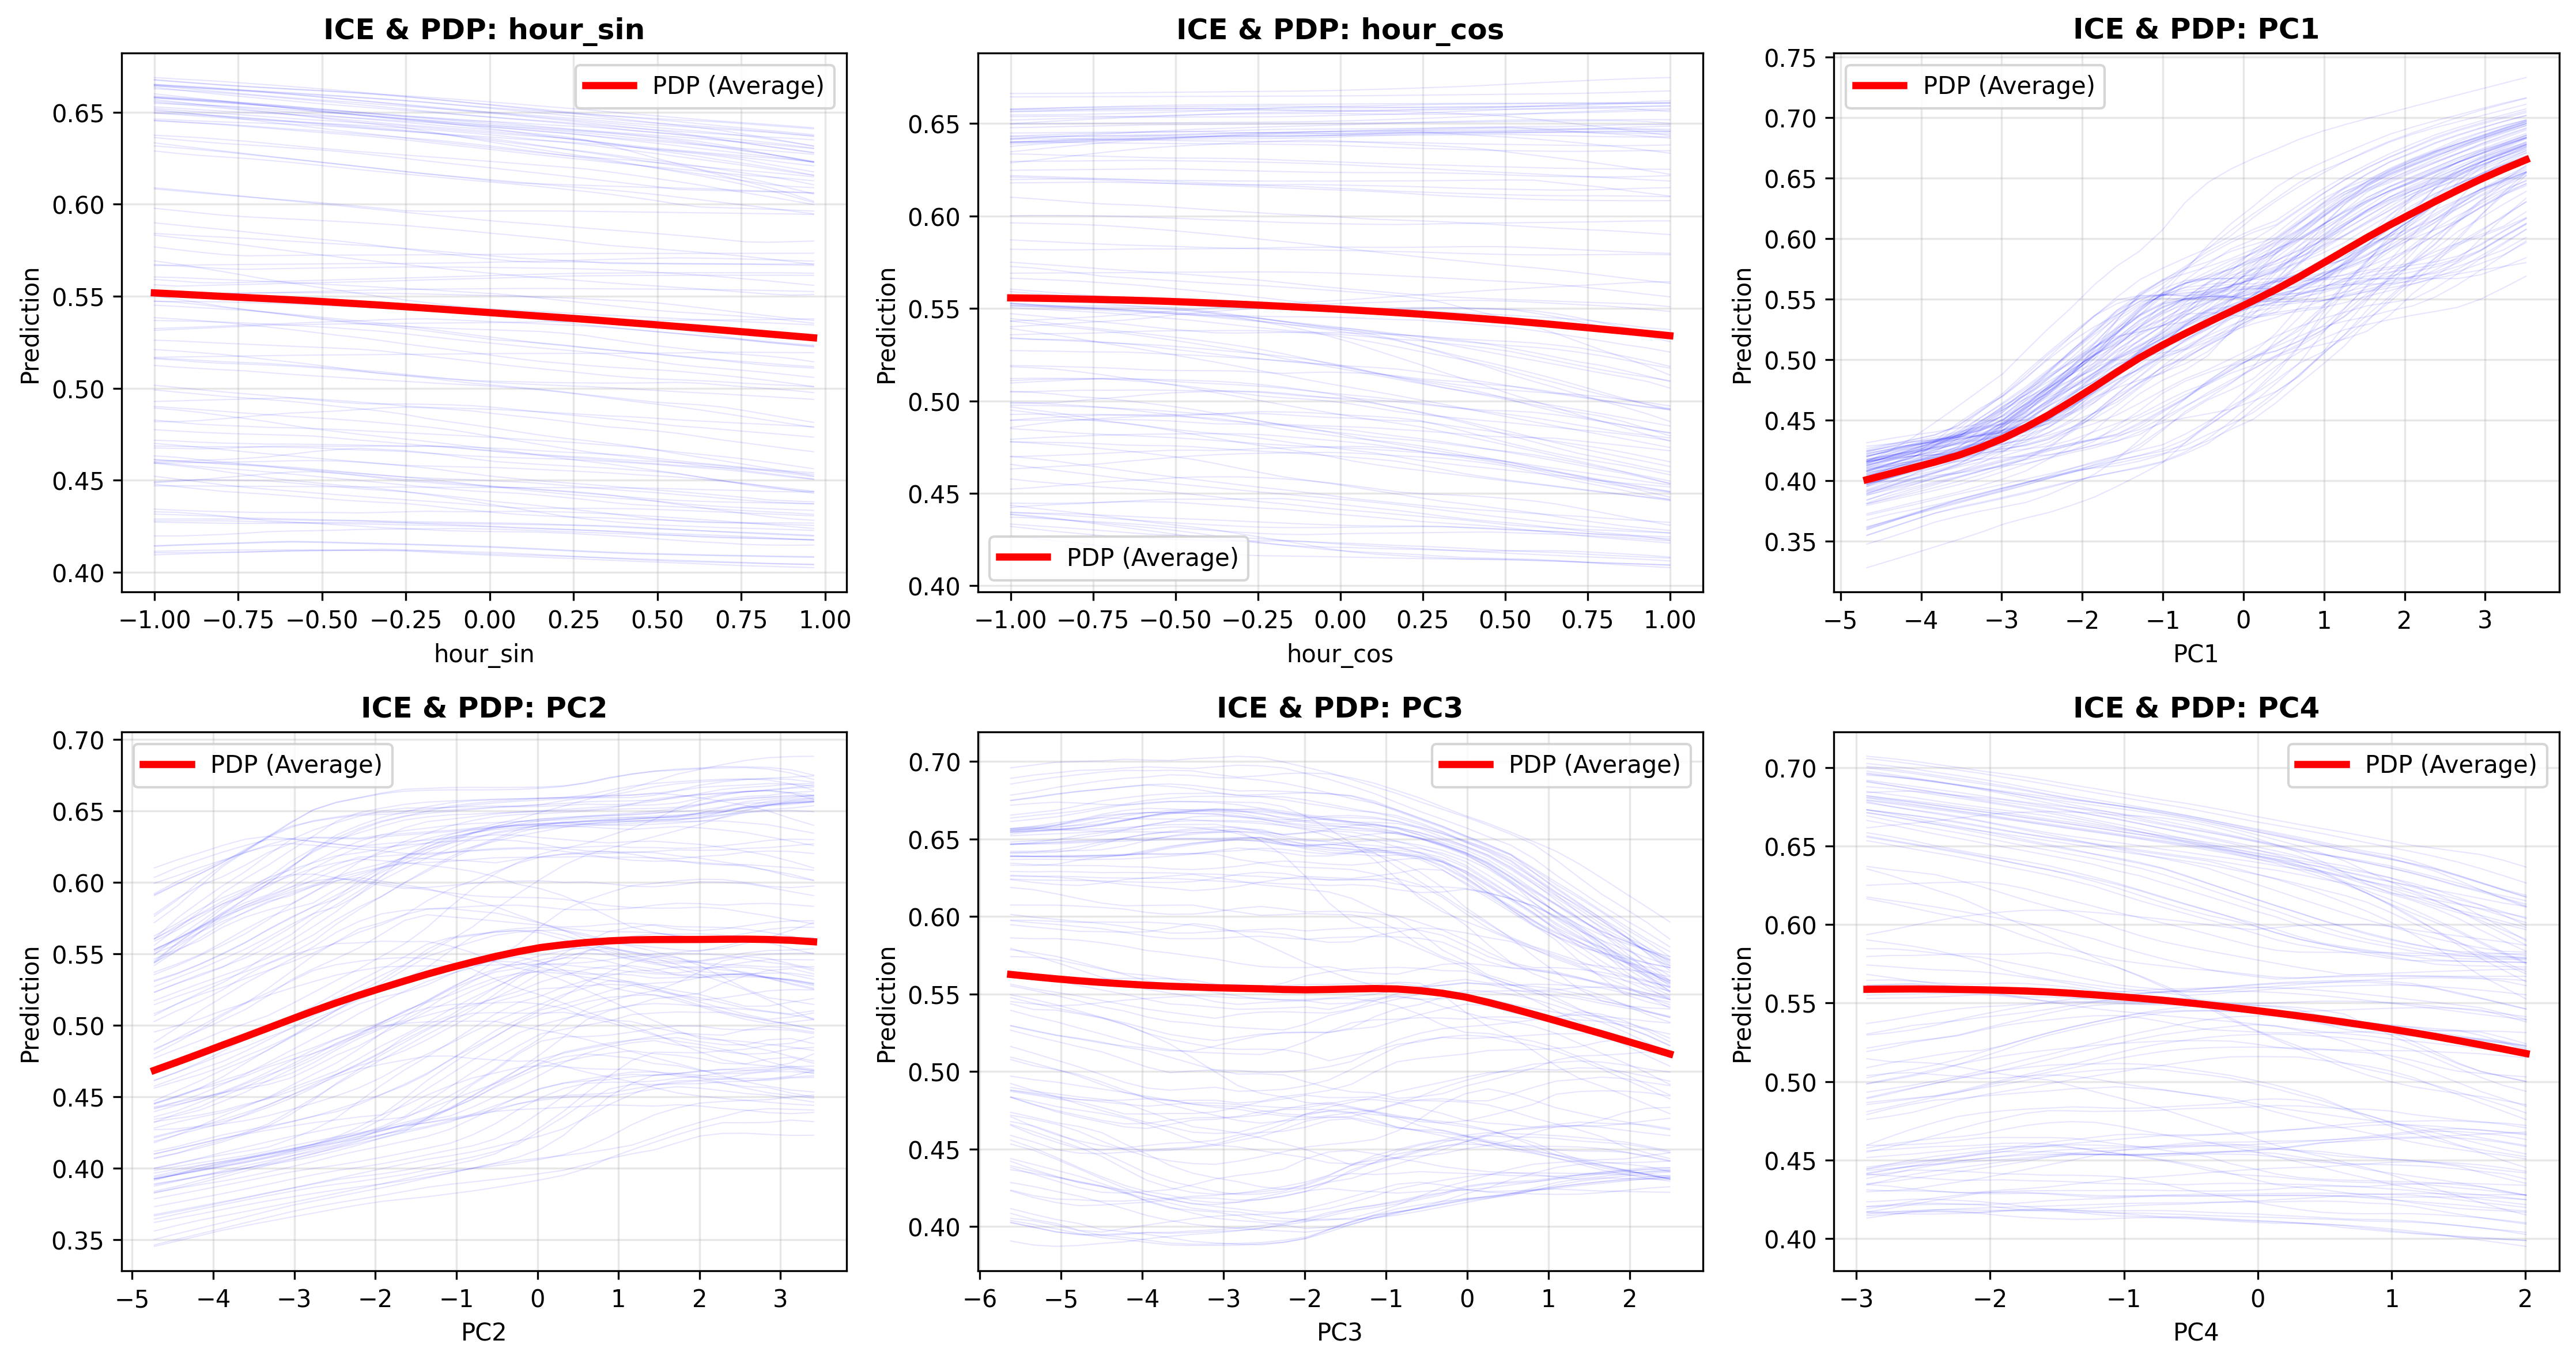 ICE & PDP: hour_sin
PDP (Average)
Prediction
0.65
0.60
0.55
0.50
0.45
0.40
−1.00 −0.75 −0.50 −0.25 0.00 0.25 0.50 0.75 1.00
hour_sin
ICE & PDP: hour_cos
PDP (Average)
Prediction
0.65
0.60
0.55
0.50
0.45
0.40
−1.00 −0.75 −0.50 −0.25 0.00 0.25 0.50 0.75 1.00
hour_cos
ICE & PDP: PC1
PDP (Average)
Prediction
0.75
0.70
0.65
0.60
0.55
0.50
0.45
0.40
0.35
−5 −4 −3 −2 −1 0 1 2 3
PC1
ICE & PDP: PC2
PDP (Average)
Prediction
0.70
0.65
0.60
0.55
0.50
0.45
0.40
0.35
−5 −4 −3 −2 −1 0 1 2 3
PC2
ICE & PDP: PC3
PDP (Average)
Prediction
0.70
0.65
0.60
0.55
0.50
0.45
0.40
−6 −5 −4 −3 −2 −1 0 1 2
PC3
ICE & PDP: PC4
PDP (Average)
Prediction
0.70
0.65
0.60
0.55
0.50
0.45
0.40
−3 −2 −1 0 1 2
PC4